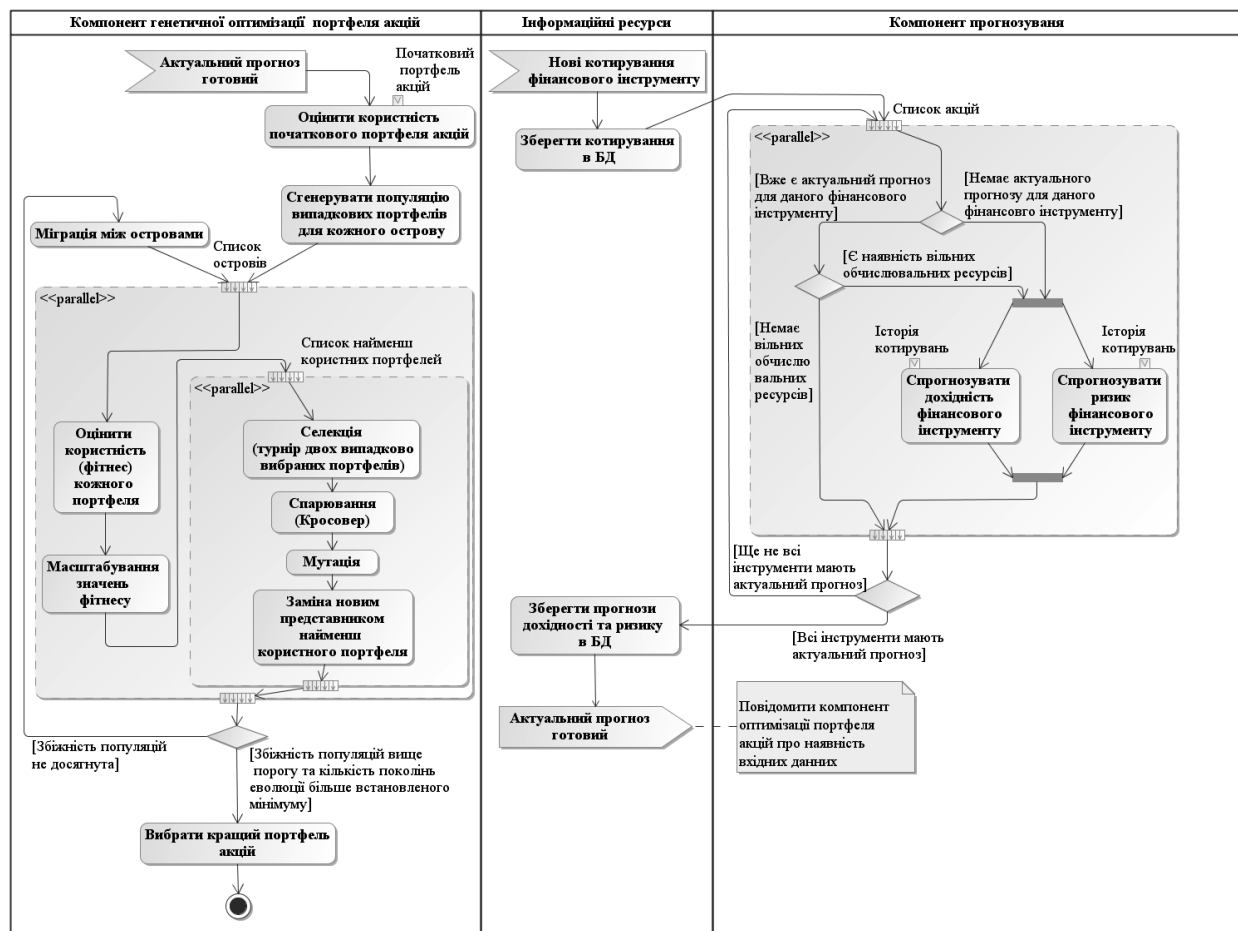 Компонент генетичної оптимізації портфеля акцій
Інформаційні ресурси
Компонент прогнозуваня
Актуальний прогноз
готовий
Початковий
портфель
акцій
Оцінити користність
початкового портфеля акцій
Сгенерувати популяцію
випадкових портфелів
для кожного острову
Міграція між островами
Список
островів
<<parallel>>
Список найменш
користних портфелей
<<parallel>>
Оцінити
користність
(фітнес)
кожного
портфеля
Масштабування
значень
фітнесу
Селекція
(турнір двох випадково
вибраних портфелів)
Спарювання
(Кросовер)
Мутація
Заміна новим
представником
найменш
користного портфеля
[Збіжність популяцій
не досягнута]
[Збіжність популяцій вище
порогу та кількість поколінь
еволюції більше встановленого
мінімуму]
Вибрати кращий портфель
акцій
Нові котирування
фінансового інструменту
Зберегти котирування
в БД
Зберегти прогнози
дохідності та ризику
в БД
Актуальний прогноз
готовий
Список акцій
<<parallel>>
[Вже є актуальний прогноз
для даного фінансового
інструменту]
[Немає актуального
прогнозу для даного
фінансовго інструменту]
[Є наявність вільних
обчислювальних ресурсів]
[Немає
вільних
обчислю
вальних
ресурсів]
Історія
котирувань
Історія
котирувань
Спрогнозувати
дохідність
фінансового
інструменту
Спрогнозувати
ризик
фінансового
інструменту
[Ще не всі
інструменти мають
актуальний прогноз]
[Всі інструменти мають
актуальний прогноз]
Повідомити компонент
оптимізації портфеля
акцій про наявність
вхідних данних